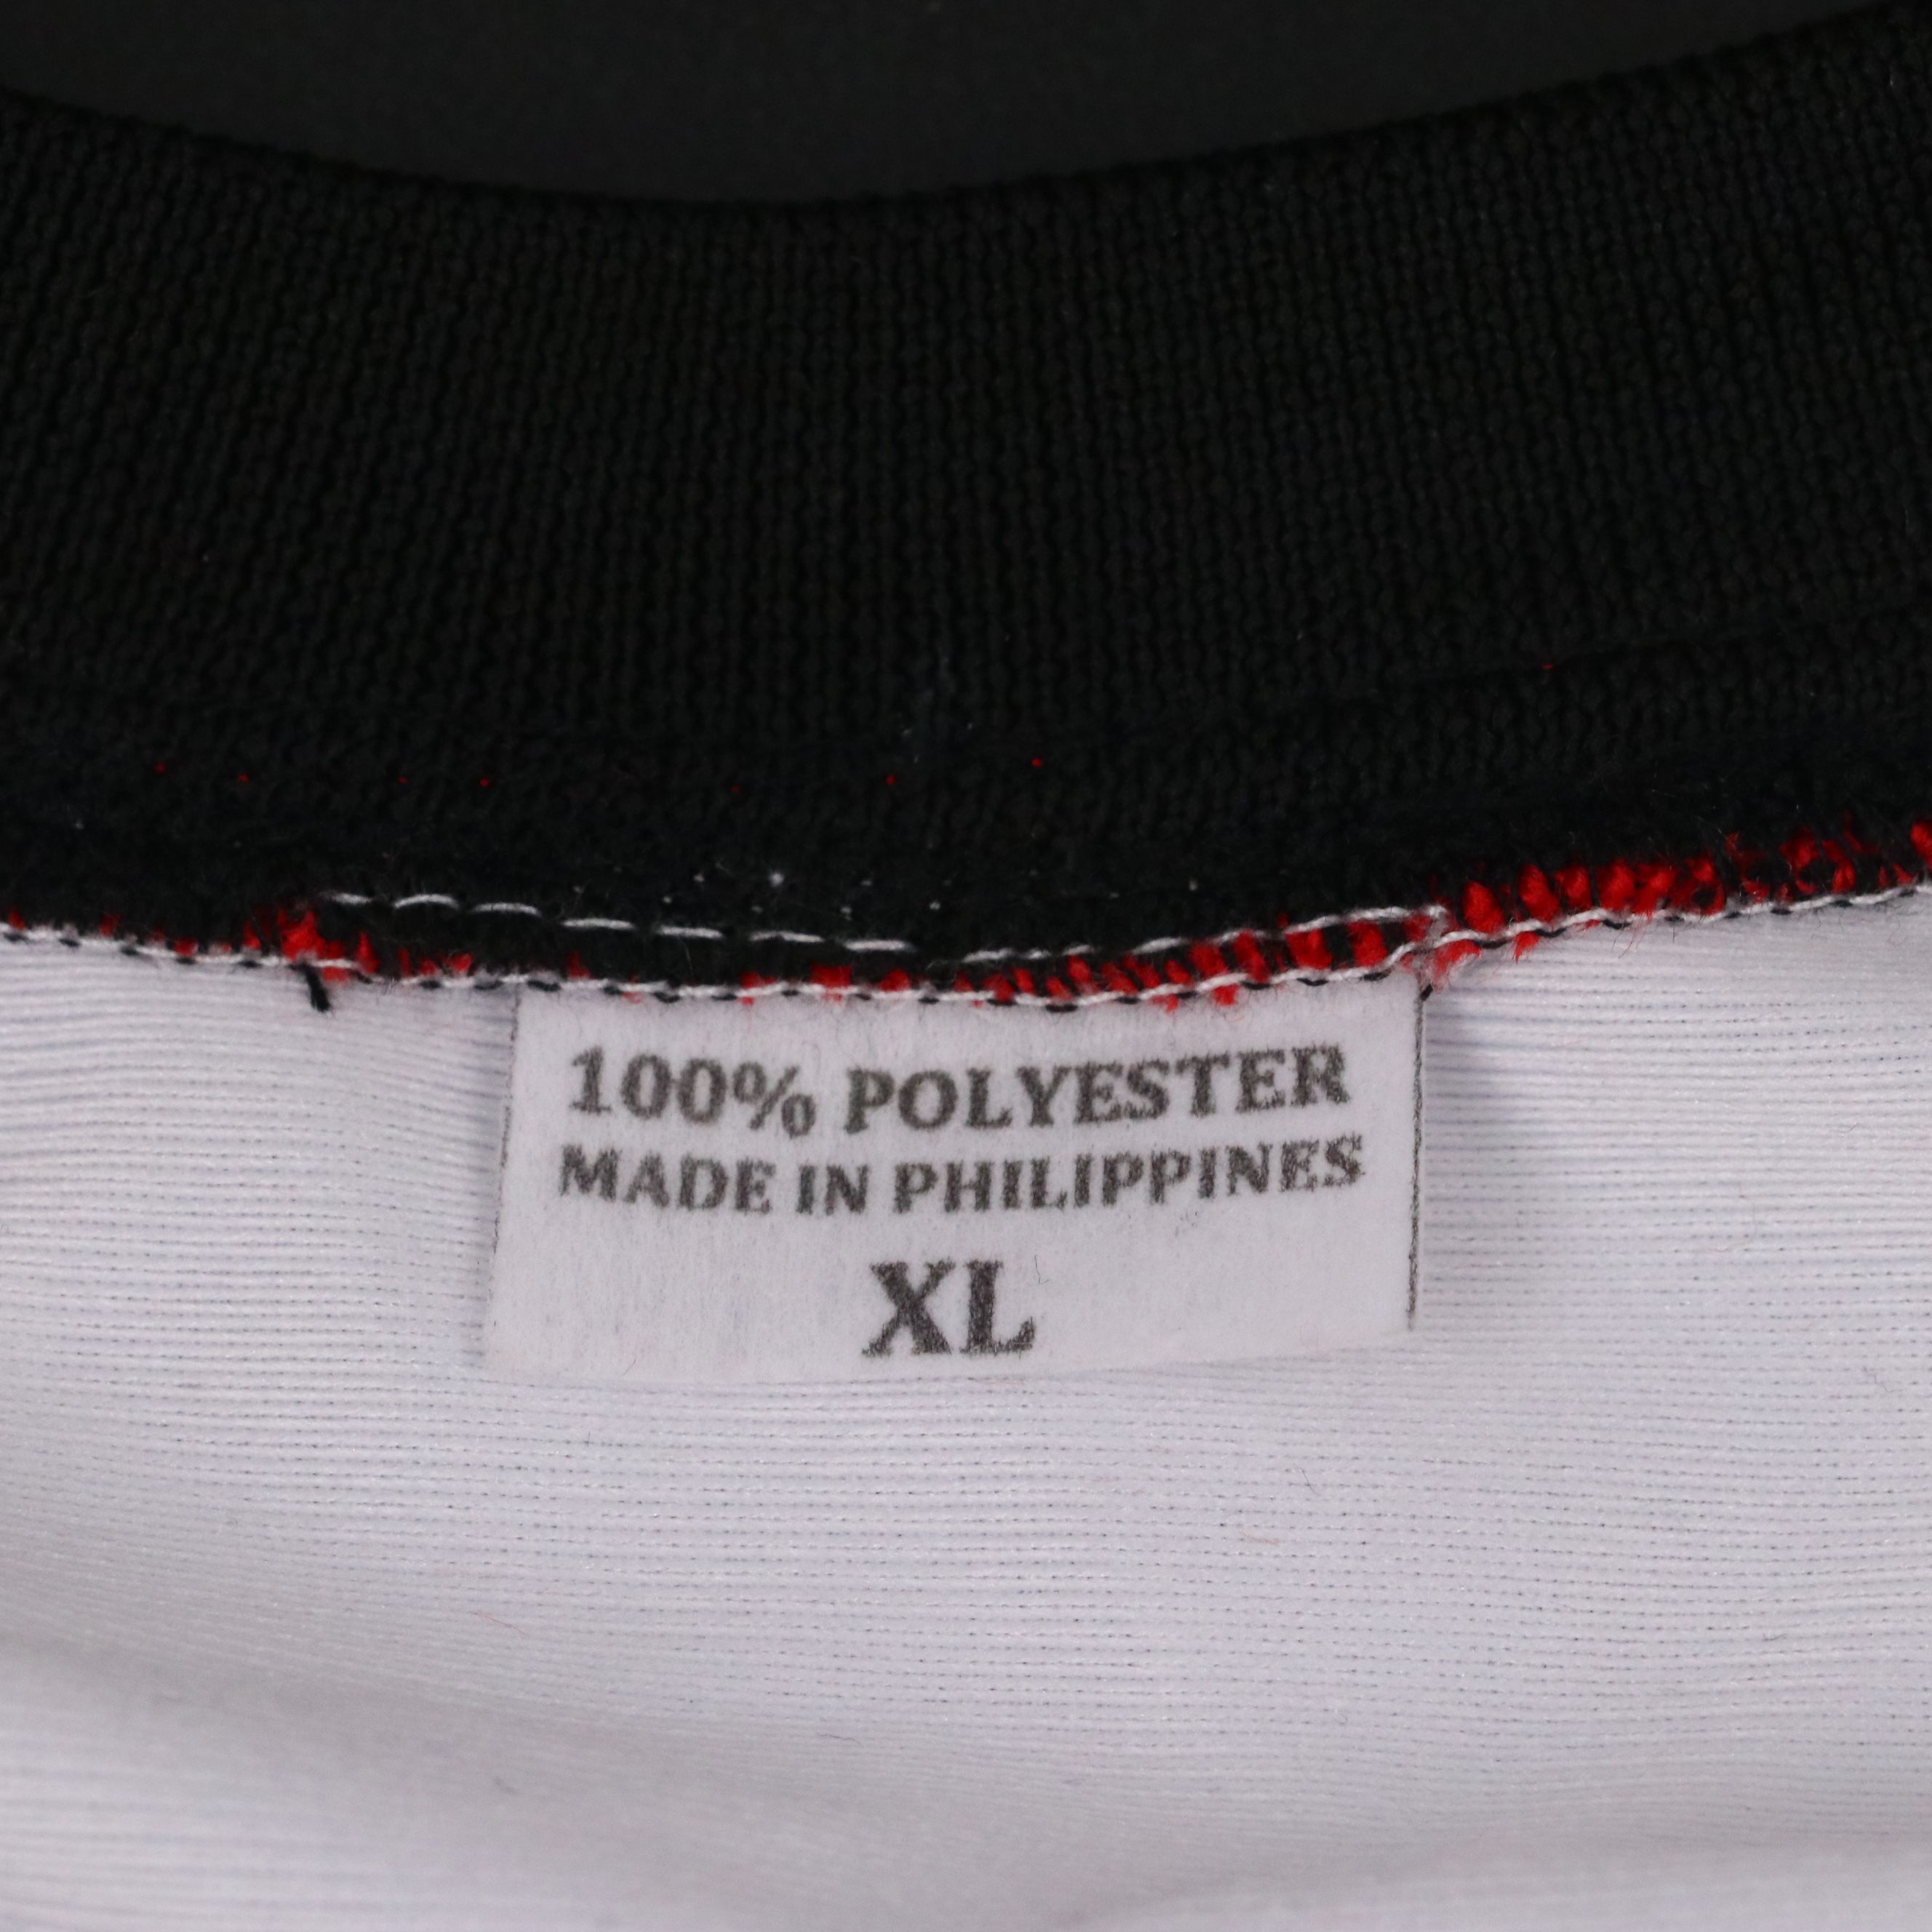 100% POLYESTER
MADE IN PHILIPPINES
XL